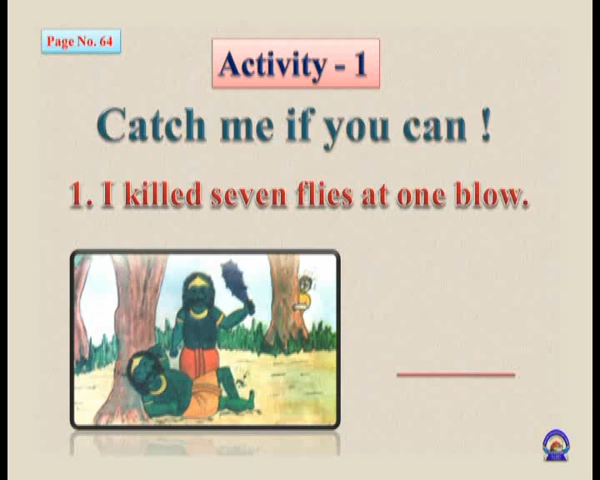 Page No. 64
Activity - 1
Catch me if you can !
1. I killed seven flies at one blow.